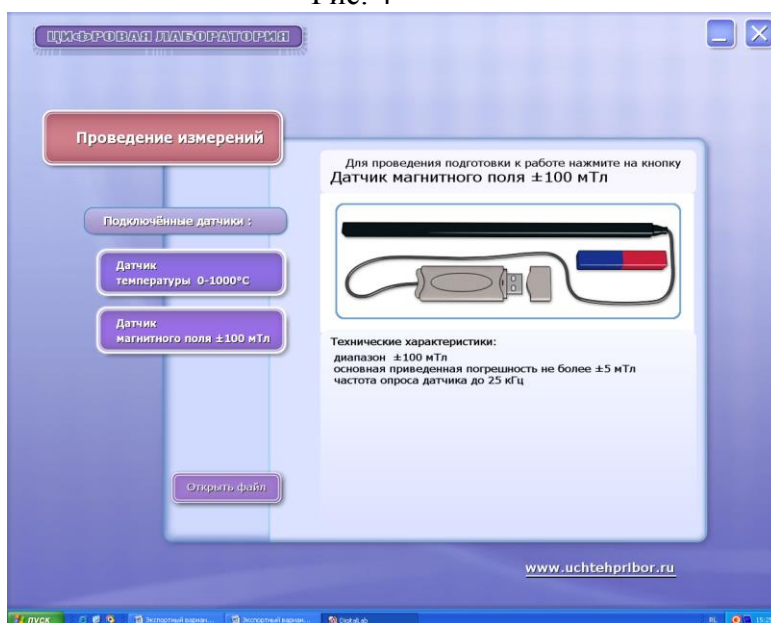 ЦИФРОВАЯ ЛАБОРАТОРИЯ
Проведение измерений
Для проведения подготовки к работе нажмите на кнопку
Датчик магнитного поля ±100 мТл
Подключённые датчики :
Датчик
температуры 0-1000°C
Датчик
магнитного поля ±100 мТл
Технические характеристики:
диапазон ±100 мТл
основная приведенная погрешность не более ±5 мТл
частота опроса датчика до 25 кГц
Открыть файл
www.uchtehpribor.ru
пуск
Экспортный вариан...
Экспортный вариан...
DigitalLab
RL